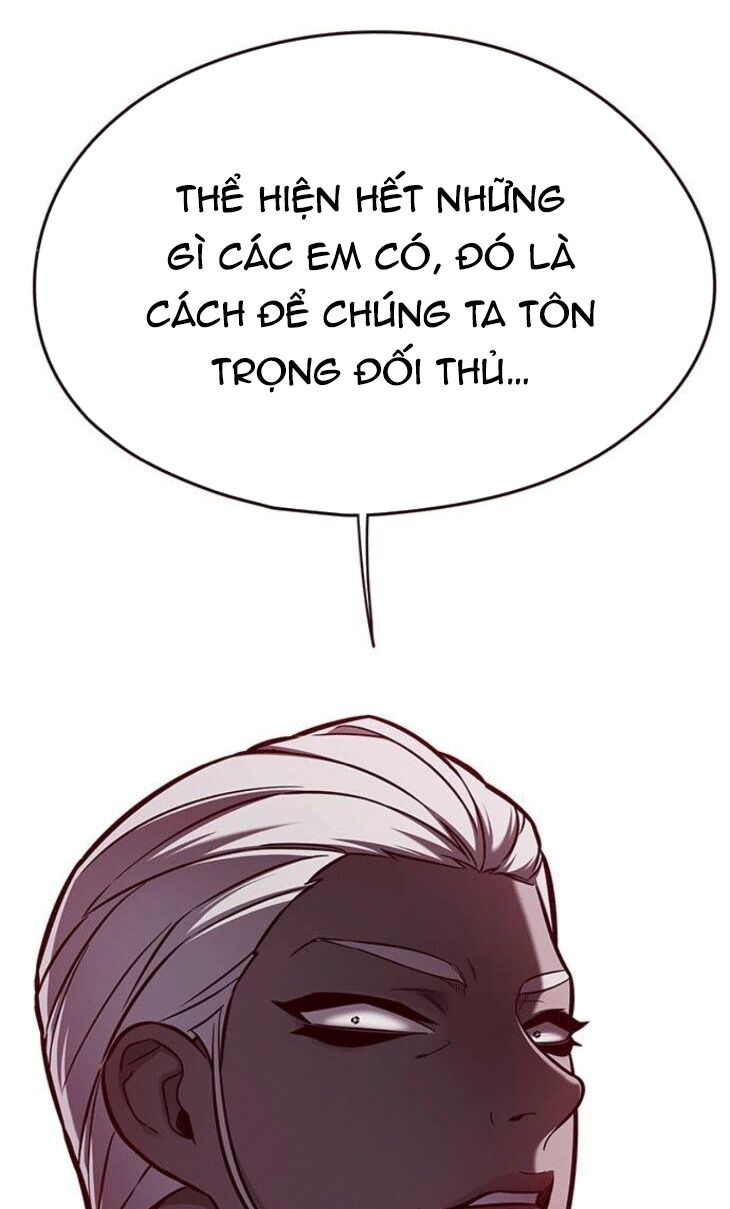 THỂ HIỆN HẾT NHỮNG
GÌ CÁC EM CÓ, ĐÓ LÀ
CÁCH ĐỂ CHÚNG TA TÔN
TRỌNG ĐỐI THỦ...